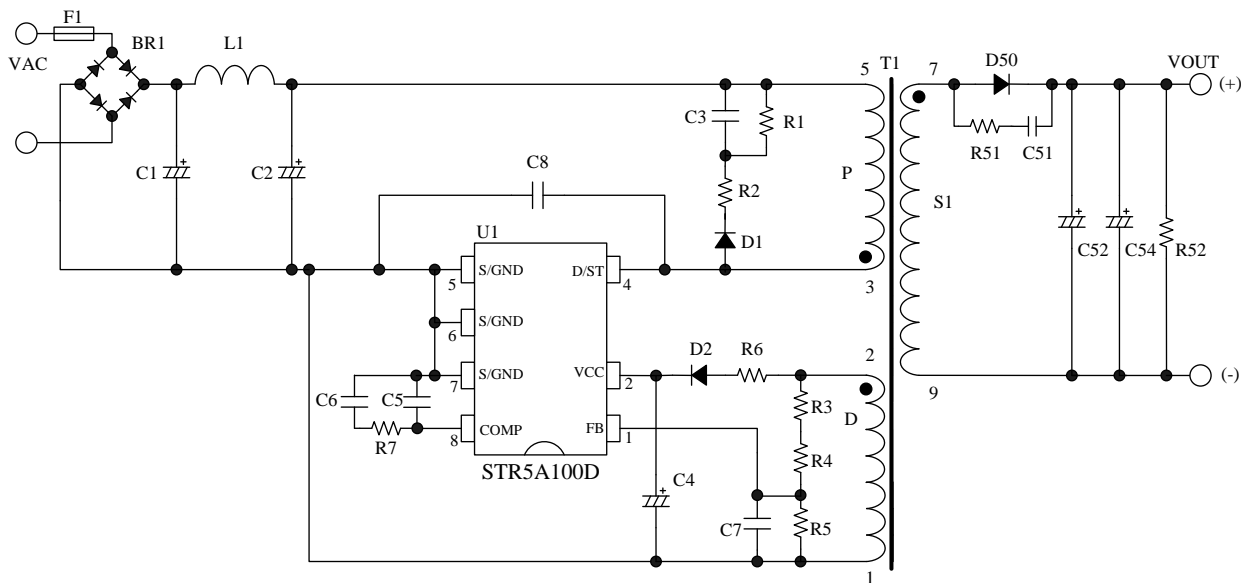 F1
BR1
VAC
L1
C1
C2
C8
C3
R1
R2
D1
5
T1
P
3
7
D50
VOUT
(+)
R51
C51
S1
C52
C54
R52
9
(-)
U1
S/GND
5
D/ST
4
S/GND
6
S/GND
7
VCC
2
COMP
8
FB
1
STR5A100D
C6
C5
R7
D2
R6
2
R3
D
R4
C4
C7
R5
1